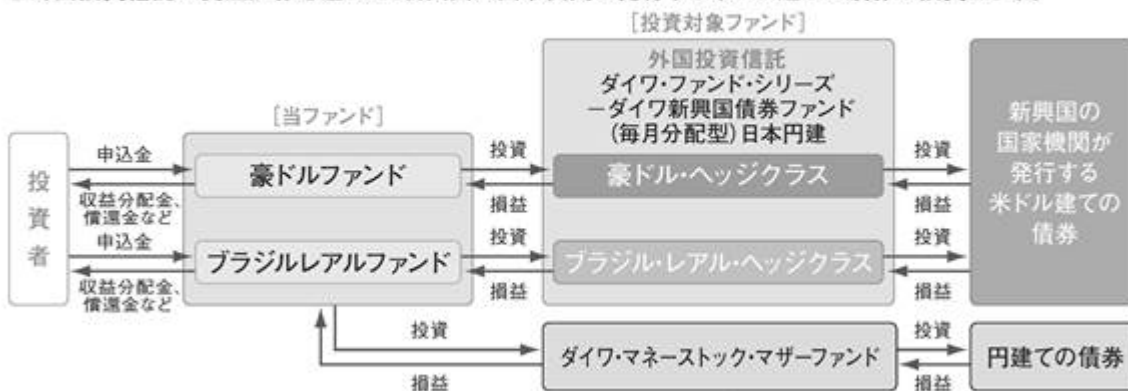 [投資対象ファンド]
外国投資信託
ダイワ・ファンド・シリーズ
－ダイワ新興国債券ファンド
(毎月分配型)日本円建
[当ファンド]
新興国の
国家機関が
発行する
米ドル建ての
債券
投資者
申込金
豪ドルファンド
投資
豪ドル・ヘッジクラス
投資
収益分配金、
償還金など
損益
損益
申込金
ブラジルレアルファンド
投資
ブラジル・レアル・ヘッジクラス
投資
収益分配金、
償還金など
損益
損益
投資
ダイワ・マネーストック・マザーファンド
投資
円建ての債券
損益
損益